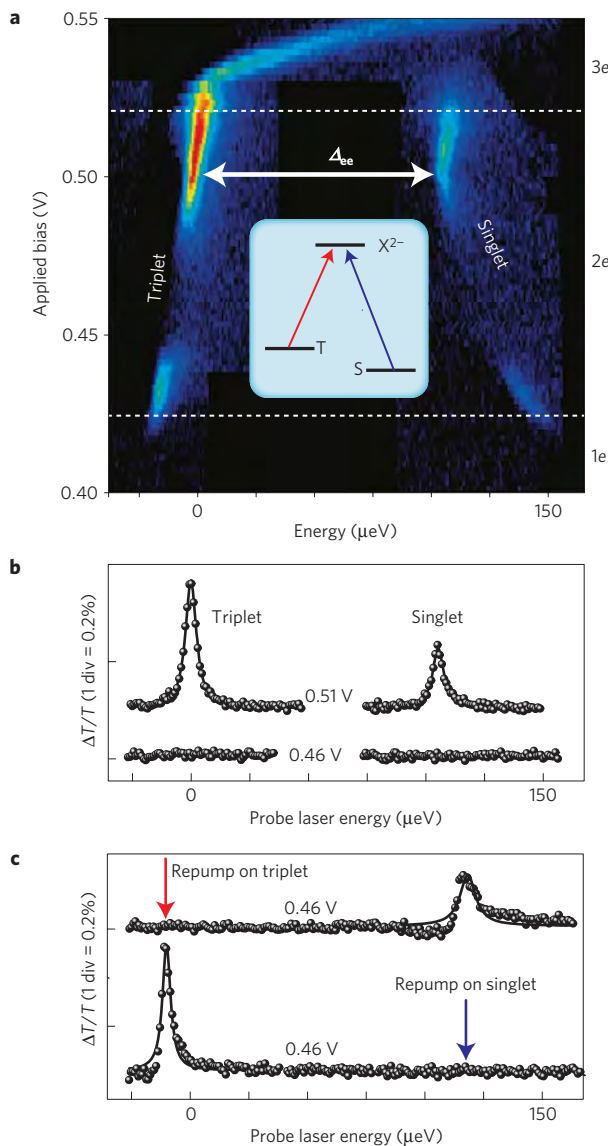 a
0.55
3e
Δee
0.50
Applied bias (V)
Triplet
Singlet
X2−
2e
0.45
T
S
1e
0.40
0
150
Energy (μeV)
b
Triplet
Singlet
ΔT/T (1 div = 0.2%)
0.51 V
0.46 V
0
150
Probe laser energy (μeV)
c
Repump on triplet
0.46 V
ΔT/T (1 div = 0.2%)
Repump on singlet
0.46 V
0
150
Probe laser energy (μeV)